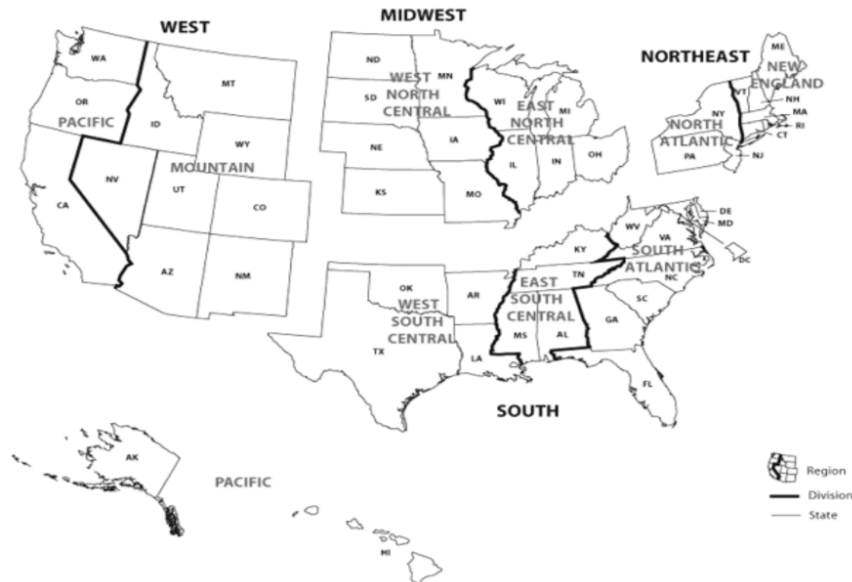 WEST
MIDWEST
NORTHEAST
WA
OR
PACIFIC
CA
MT
ID
WY
MOUNTAIN
NV
UT
CO
AZ
NM
ND
MN
WEST
NORTH
CENTRAL
SD
NE
IA
KS
MO
WI
MI
EAST
NORTH
CENTRAL
IL
IN
OH
ME
NEW
ENGLAND
VT
NH
MA
RI
CT
NY
NORTH
ATLANTIC
PA
NJ
DE
MD
DC
WV
VA
SOUTH
ATLANTIC
NC
SC
GA
FL
KY
TN
EAST
SOUTH
CENTRAL
MS
AL
OK
AR
WEST
SOUTH
CENTRAL
TX
LA
SOUTH
AK
PACIFIC
HI
Region
Division
State